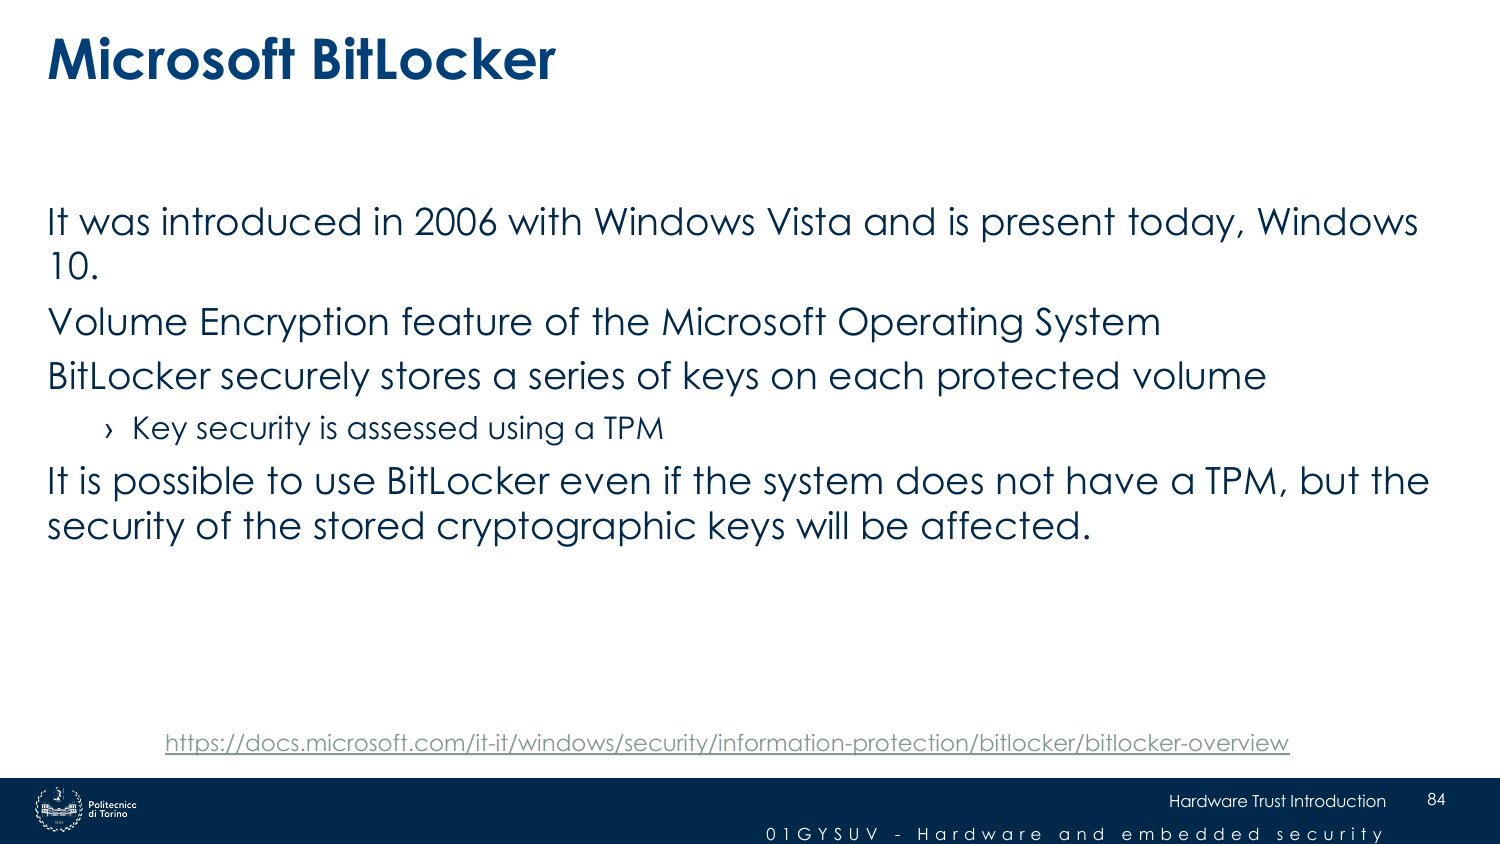 Microsoft BitLocker
It was introduced in 2006 with Windows Vista and is present today, Windows
10.
Volume Encryption feature of the Microsoft Operating System
BitLocker securely stores a series of keys on each protected volume
› Key security is assessed using a TPM
It is possible to use BitLocker even if the system does not have a TPM, but the
security of the stored cryptographic keys will be affected.
https://docs.microsoft.com/it-it/windows/security/information-protection/bitlocker/bitlocker-overview
Politecnico
di Torino
Hardware Trust Introduction 84
01GYSUV - Hardware and embedded security